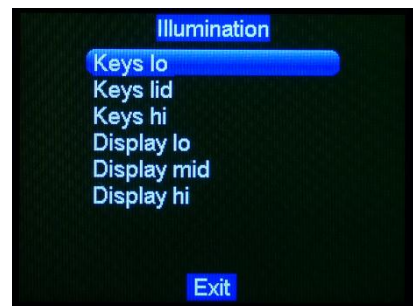 Illumination
Keys lo
Keys lid
Keys hi
Display lo
Display mid
Display hi
Exit